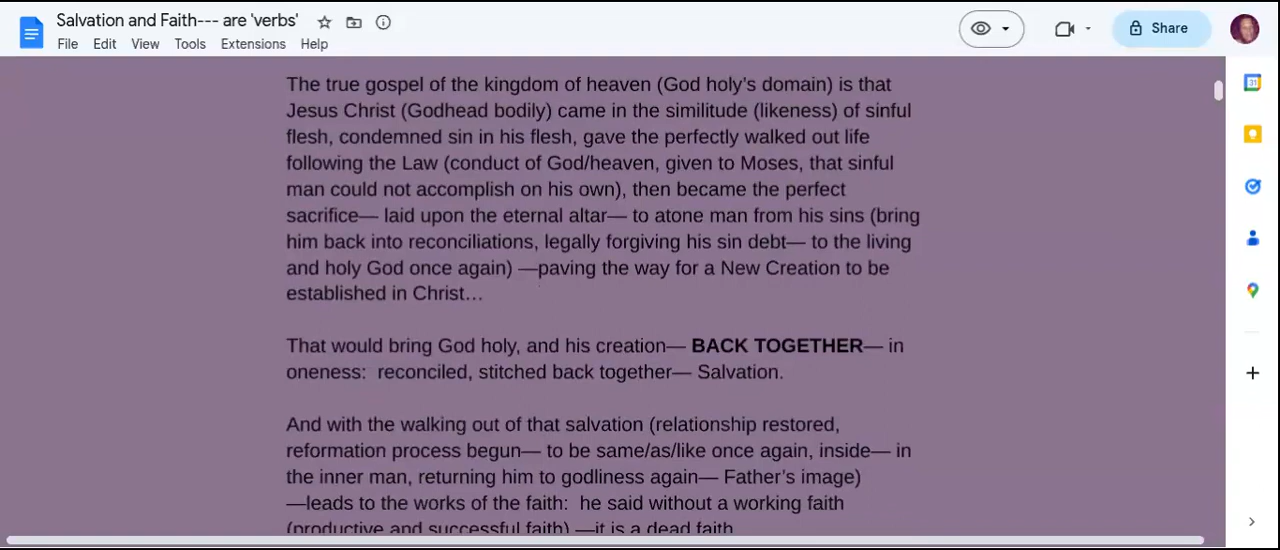 Salvation and Faith--- are 'verbs'
File Edit View Tools Extensions Help
Share
31
The true gospel of the kingdom of heaven (God holy's domain) is that
Jesus Christ (Godhead bodily) came in the similitude (likeness) of sinful
flesh, condemned sin in his flesh, gave the perfectly walked out life
following the Law (conduct of God/heaven, given to Moses, that sinful
man could not accomplish on his own), then became the perfect
sacrifice— laid upon the eternal altar— to atone man from his sins (bring
him back into reconciliations, legally forgiving his sin debt— to the living
and holy God once again) —paving the way for a New Creation to be
established in Christ…
That would bring God holy, and his creation— BACK TOGETHER— in
oneness:  reconciled, stitched back together— Salvation.
And with the walking out of that salvation (relationship restored,
reformation process begun— to be same/as/like once again, inside— in
the inner man, returning him to godliness again— Father's image)
—leads to the works of the faith:  he said without a working faith
(productive and successful faith) —it is a dead faith